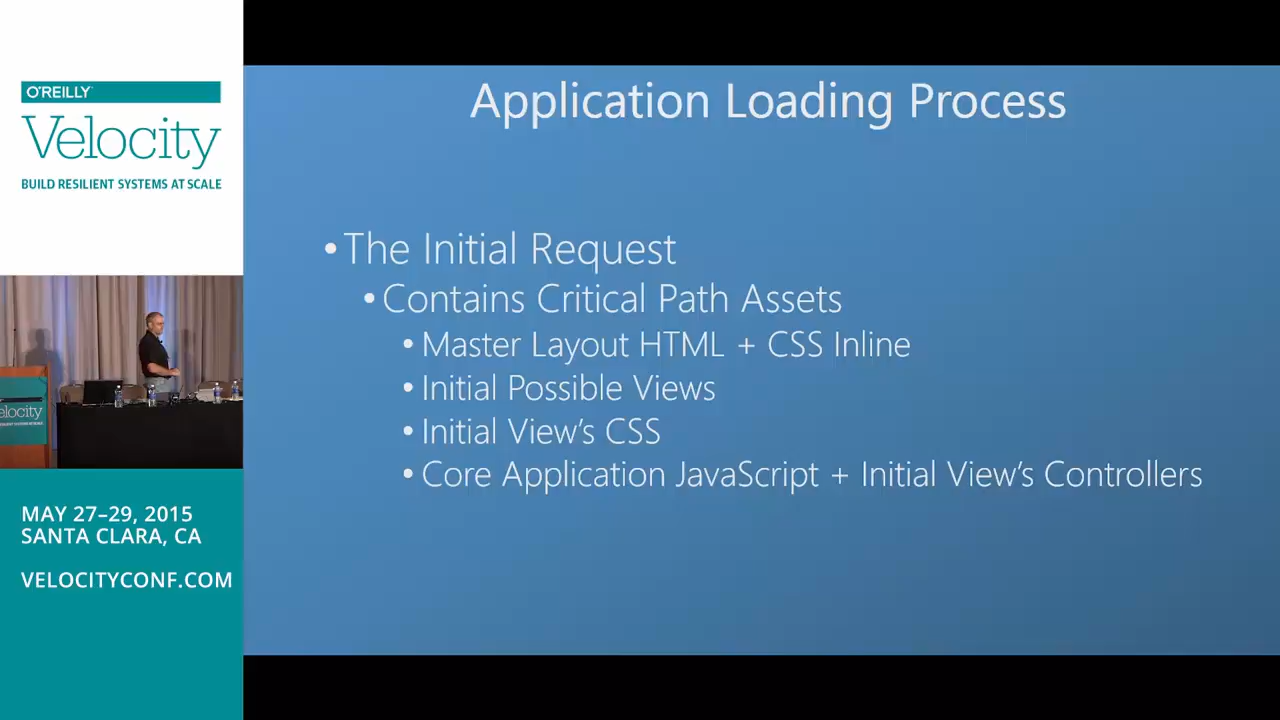 O'REILLY
Velocity
BUILD RESILIENT SYSTEMS AT SCALE
elocity
MAY 27–29, 2015
SANTA CLARA, CA
VELOCITYCONF.COM
Application Loading Process
•The Initial Request
•Contains Critical Path Assets
•Master Layout HTML + CSS Inline
•Initial Possible Views
•Initial View's CSS
•Core Application JavaScript + Initial View's Controllers